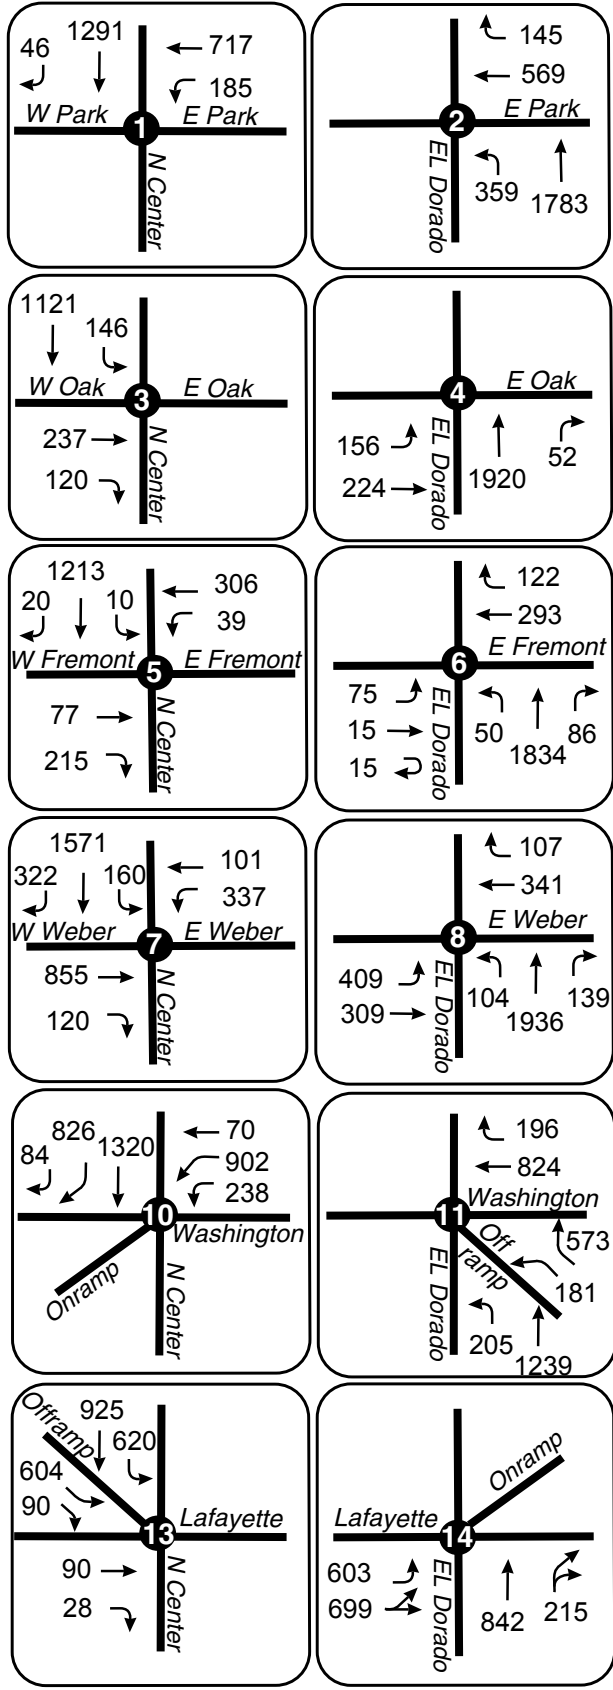 46 1291 717
185
W Park E Park
1
N Center
145
569
E Park
2
EL Dorado
359 1783
1121
146
W Oak E Oak
3
237
120
N Center
E Oak
4
EL Dorado
156
224
1920 52
1213
20 10 306
39
W Fremont E Fremont
5
77
215
N Center
122
293
E Fremont
6
75
15
15
EL Dorado
50 1834 86
1571
322 160 101
337
W Weber E Weber
7
855
120
N Center
107
341
E Weber
8
409
309
EL Dorado
104 1936 139
84 826 1320 70
902
238
10
Washington
Onramp
N Center
196
824
Washington
11
Off
ramp
573
181
EL Dorado
205 1239
Offramp
925
620
604
90
13
Lafayette
90
28
N Center
Onramp
Lafayette
14
603
699
EL Dorado
842 215